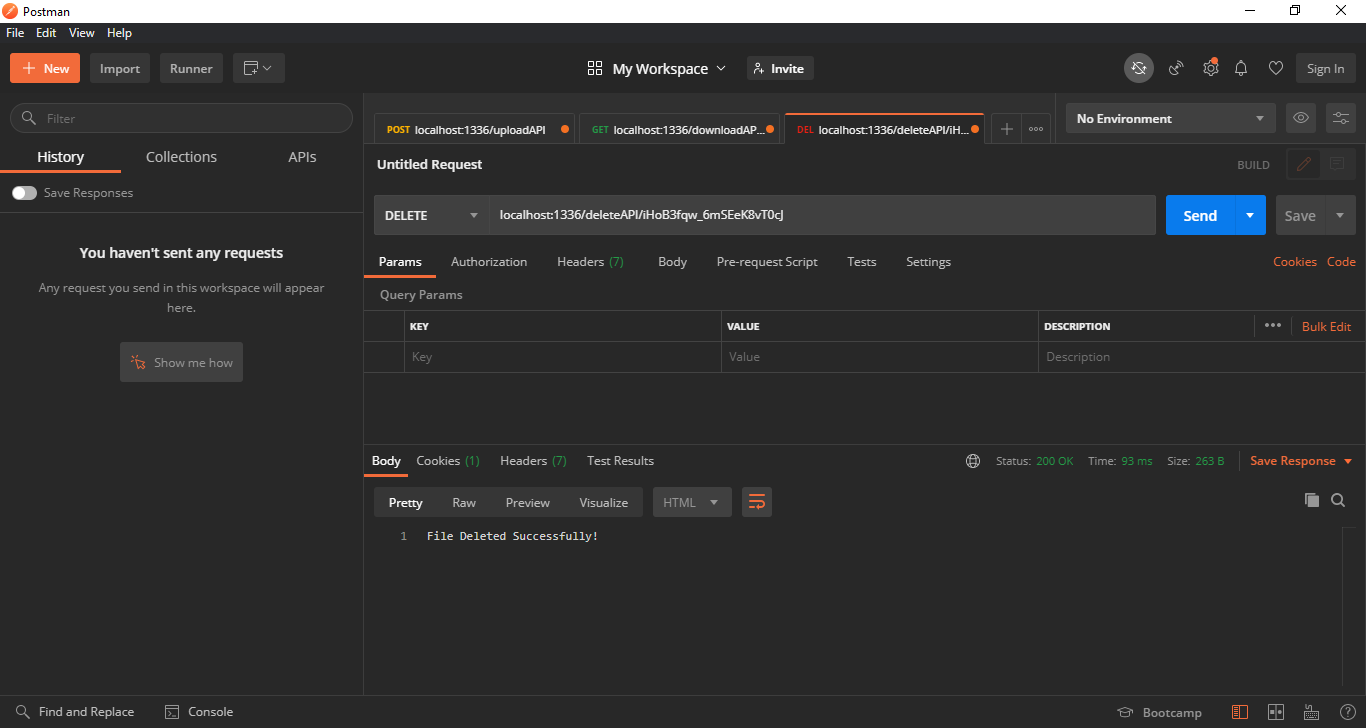 Postman
File Edit View Help
New Import Runner My Workspace Invite Sign In
Filter
History Collections APIs
Save Responses
You haven't sent any requests
Any request you send in this workspace will appear
here.
Show me how
POST localhost:1336/uploadAPI GET localhost:1336/downloadAP... DEL localhost:1336/deleteAPI/iH... No Environment
Untitled Request BUILD
DELETE localhost:1336/deleteAPI/iHoB3fqw_6mSEeK8vT0cJ Send Save
Params Authorization Headers (7) Body Pre-request Script Tests Settings Cookies Code
Query Params
KEY VALUE DESCRIPTION Bulk Edit
Key Value Description
Body Cookies (1) Headers (7) Test Results Status: 200 OK Time: 93 ms Size: 263 B Save Response
Pretty Raw Preview Visualize HTML
1 File Deleted Successfully!
Find and Replace Console Bootcamp